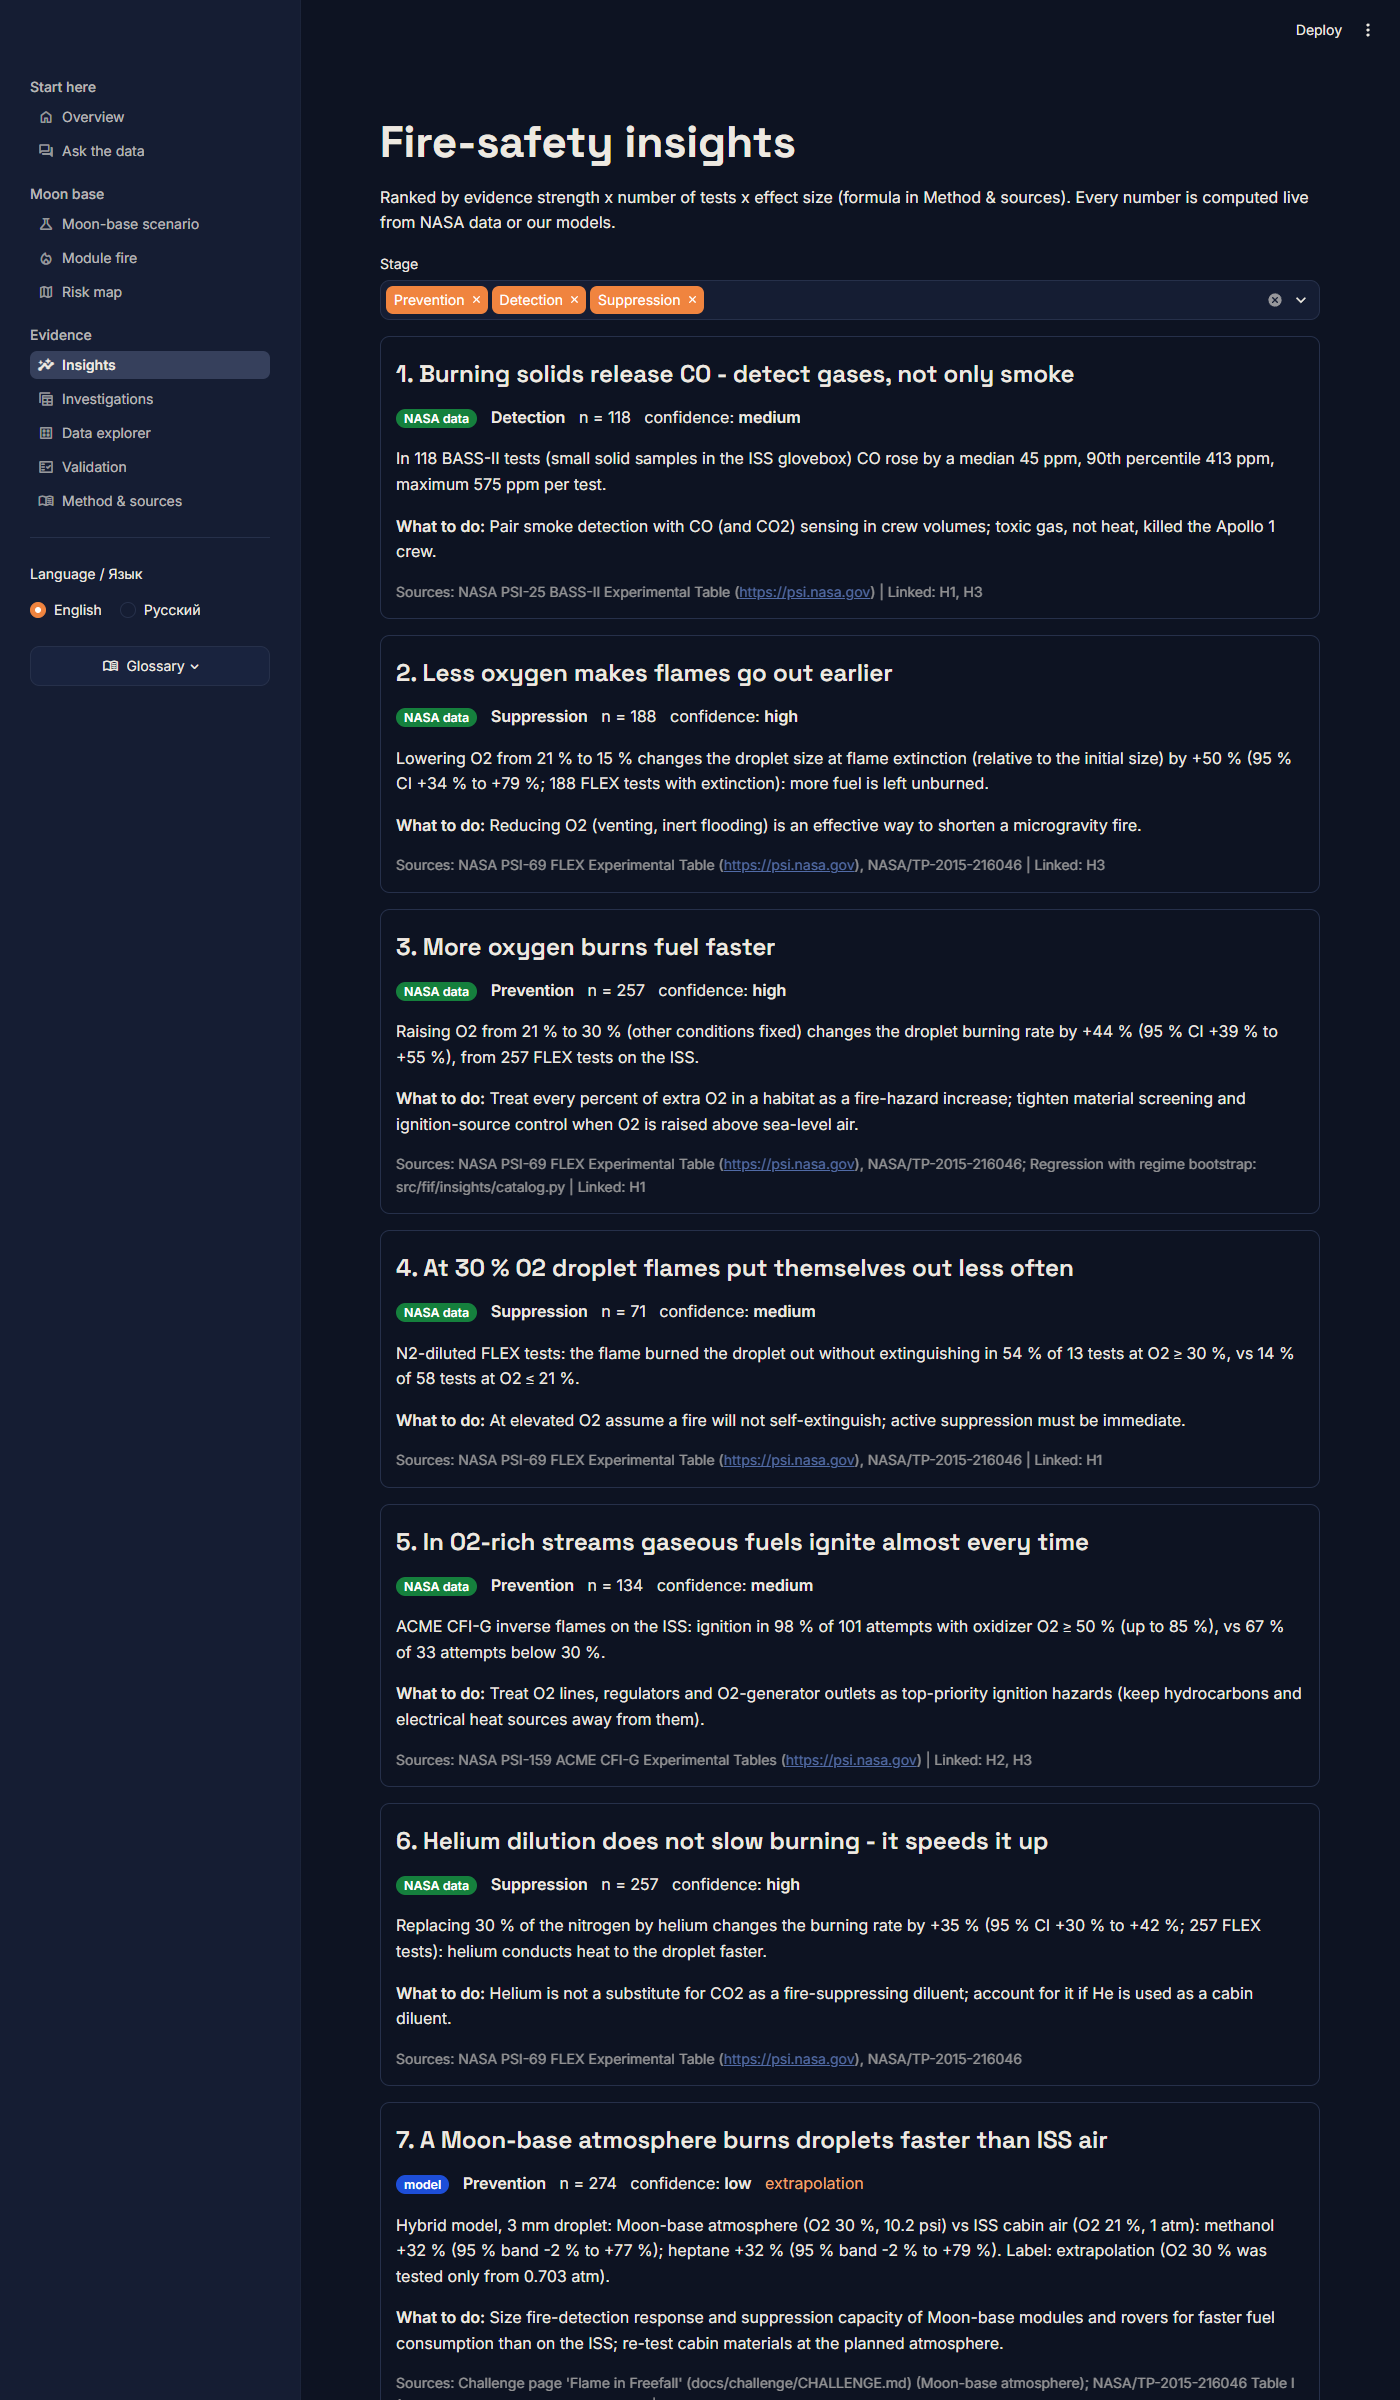 Deploy
Start here
Overview
Ask the data
Moon base
Moon-base scenario
Module fire
Risk map
Evidence
Insights
Investigations
Data explorer
Validation
Method & sources
Language / Язык
English Русский
Glossary
Fire-safety insights
Ranked by evidence strength x number of tests x effect size (formula in Method & sources). Every number is computed live
from NASA data or our models.
Stage
Prevention × Detection × Suppression ×
1. Burning solids release CO - detect gases, not only smoke
NASA data Detection n = 118 confidence: medium
In 118 BASS-II tests (small solid samples in the ISS glovebox) CO rose by a median 45 ppm, 90th percentile 413 ppm,
maximum 575 ppm per test.
What to do: Pair smoke detection with CO (and CO2) sensing in crew volumes; toxic gas, not heat, killed the Apollo 1
crew.
Sources: NASA PSI-25 BASS-II Experimental Table (https://psi.nasa.gov) | Linked: H1, H3
2. Less oxygen makes flames go out earlier
NASA data Suppression n = 188 confidence: high
Lowering O2 from 21 % to 15 % changes the droplet size at flame extinction (relative to the initial size) by +50 % (95 %
CI +34 % to +79 %; 188 FLEX tests with extinction): more fuel is left unburned.
What to do: Reducing O2 (venting, inert flooding) is an effective way to shorten a microgravity fire.
Sources: NASA PSI-69 FLEX Experimental Table (https://psi.nasa.gov), NASA/TP-2015-216046 | Linked: H3
3. More oxygen burns fuel faster
NASA data Prevention n = 257 confidence: high
Raising O2 from 21 % to 30 % (other conditions fixed) changes the droplet burning rate by +44 % (95 % CI +39 % to
+55 %), from 257 FLEX tests on the ISS.
What to do: Treat every percent of extra O2 in a habitat as a fire-hazard increase; tighten material screening and
ignition-source control when O2 is raised above sea-level air.
Sources: NASA PSI-69 FLEX Experimental Table (https://psi.nasa.gov), NASA/TP-2015-216046; Regression with regime bootstrap:
src/fif/insights/catalog.py | Linked: H1
4. At 30 % O2 droplet flames put themselves out less often
NASA data Suppression n = 71 confidence: medium
N2-diluted FLEX tests: the flame burned the droplet out without extinguishing in 54 % of 13 tests at O2 ≥ 30 %, vs 14 %
of 58 tests at O2 ≤ 21 %.
What to do: At elevated O2 assume a fire will not self-extinguish; active suppression must be immediate.
Sources: NASA PSI-69 FLEX Experimental Table (https://psi.nasa.gov), NASA/TP-2015-216046 | Linked: H1
5. In O2-rich streams gaseous fuels ignite almost every time
NASA data Prevention n = 134 confidence: medium
ACME CFI-G inverse flames on the ISS: ignition in 98 % of 101 attempts with oxidizer O2 ≥ 50 % (up to 85 %), vs 67 %
of 33 attempts below 30 %.
What to do: Treat O2 lines, regulators and O2-generator outlets as top-priority ignition hazards (keep hydrocarbons and
electrical heat sources away from them).
Sources: NASA PSI-159 ACME CFI-G Experimental Tables (https://psi.nasa.gov) | Linked: H2, H3
6. Helium dilution does not slow burning - it speeds it up
NASA data Suppression n = 257 confidence: high
Replacing 30 % of the nitrogen by helium changes the burning rate by +35 % (95 % CI +30 % to +42 %; 257 FLEX
tests): helium conducts heat to the droplet faster.
What to do: Helium is not a substitute for CO2 as a fire-suppressing diluent; account for it if He is used as a cabin
diluent.
Sources: NASA PSI-69 FLEX Experimental Table (https://psi.nasa.gov), NASA/TP-2015-216046
7. A Moon-base atmosphere burns droplets faster than ISS air
model Prevention n = 274 confidence: low extrapolation
Hybrid model, 3 mm droplet: Moon-base atmosphere (O2 30 %, 10.2 psi) vs ISS cabin air (O2 21 %, 1 atm): methanol
+32 % (95 % band -2 % to +77 %); heptane +32 % (95 % band -2 % to +79 %). Label: extrapolation (O2 30 % was
tested only from 0.703 atm).
What to do: Size fire-detection response and suppression capacity of Moon-base modules and rovers for faster fuel
consumption than on the ISS; re-test cabin materials at the planned atmosphere.
Sources: Challenge page 'Flame in Freefall' (docs/challenge/CHALLENGE.md) (Moon-base atmosphere); NASA/TP-2015-216046 Table I